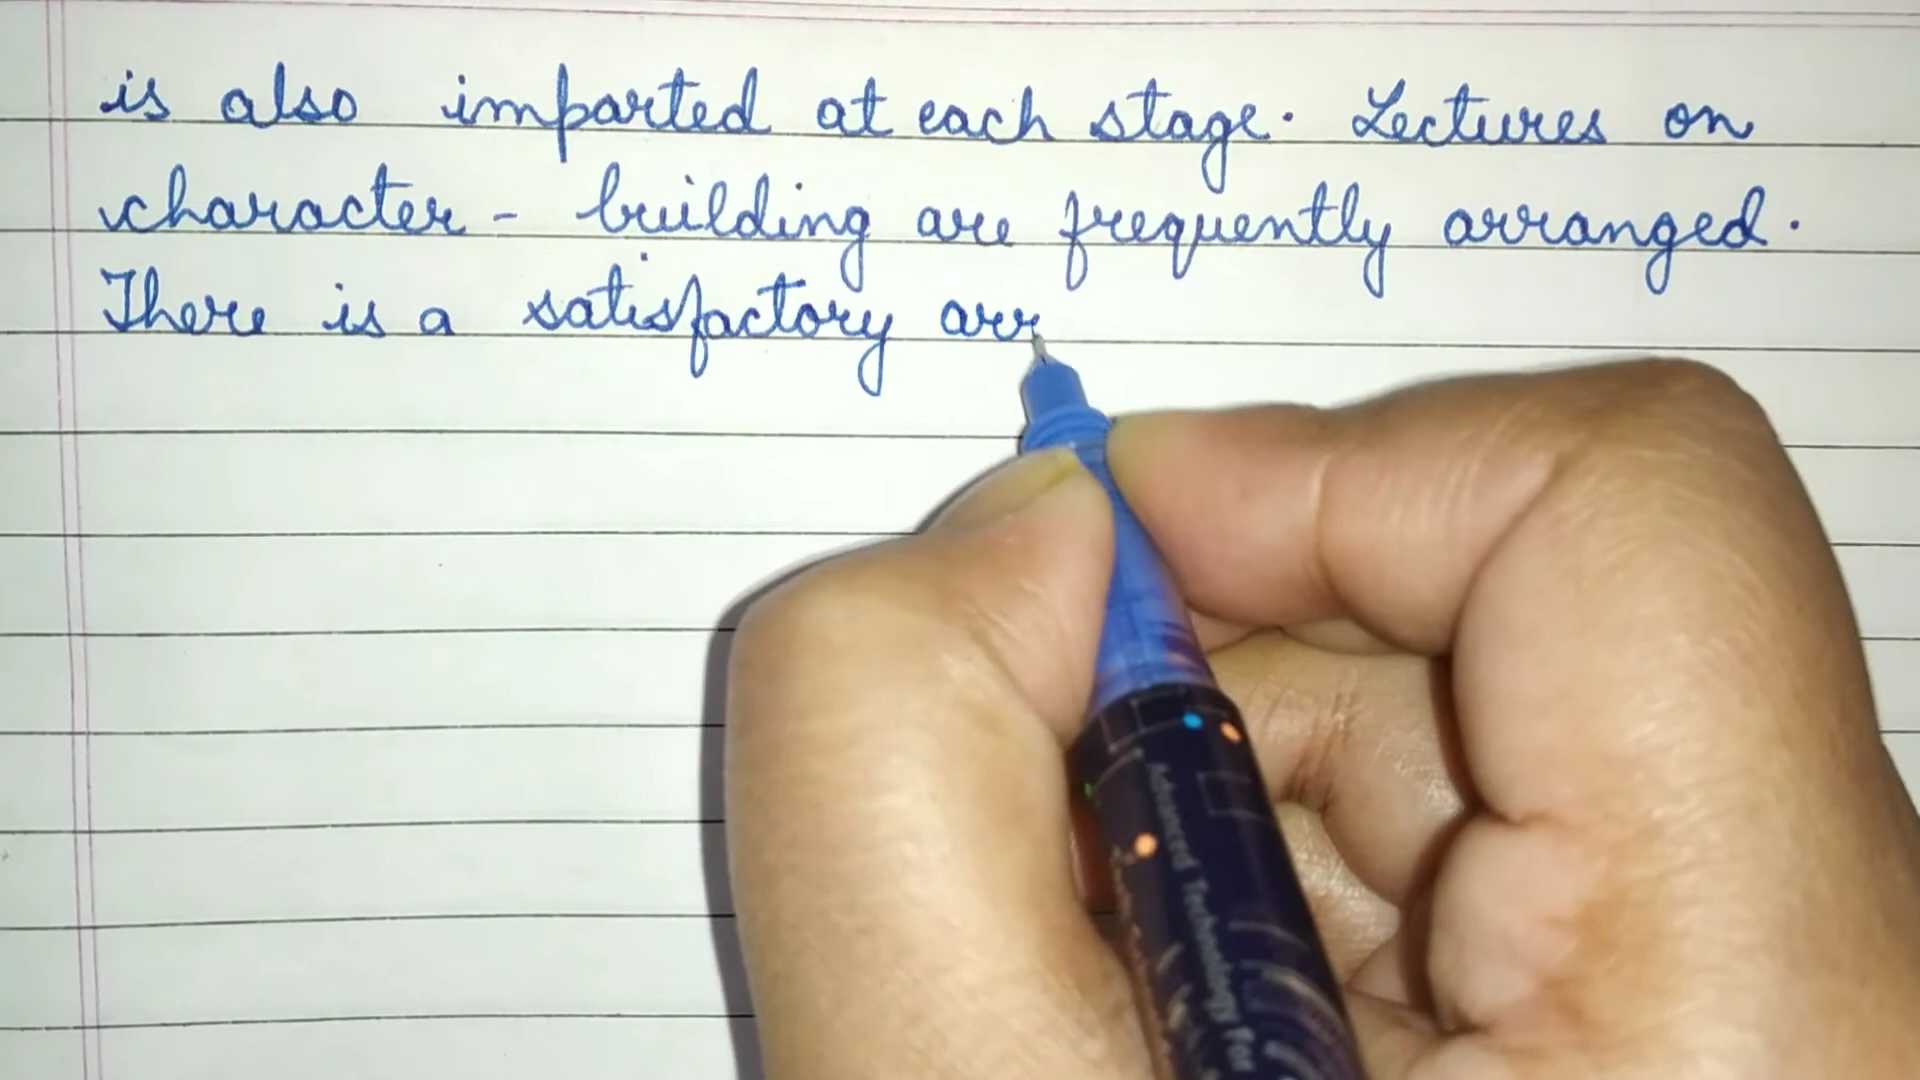 is also imparted at each stage. Lectures on
character - building are frequently arranged.
There is a satisfactory arr
Advanced Technology For